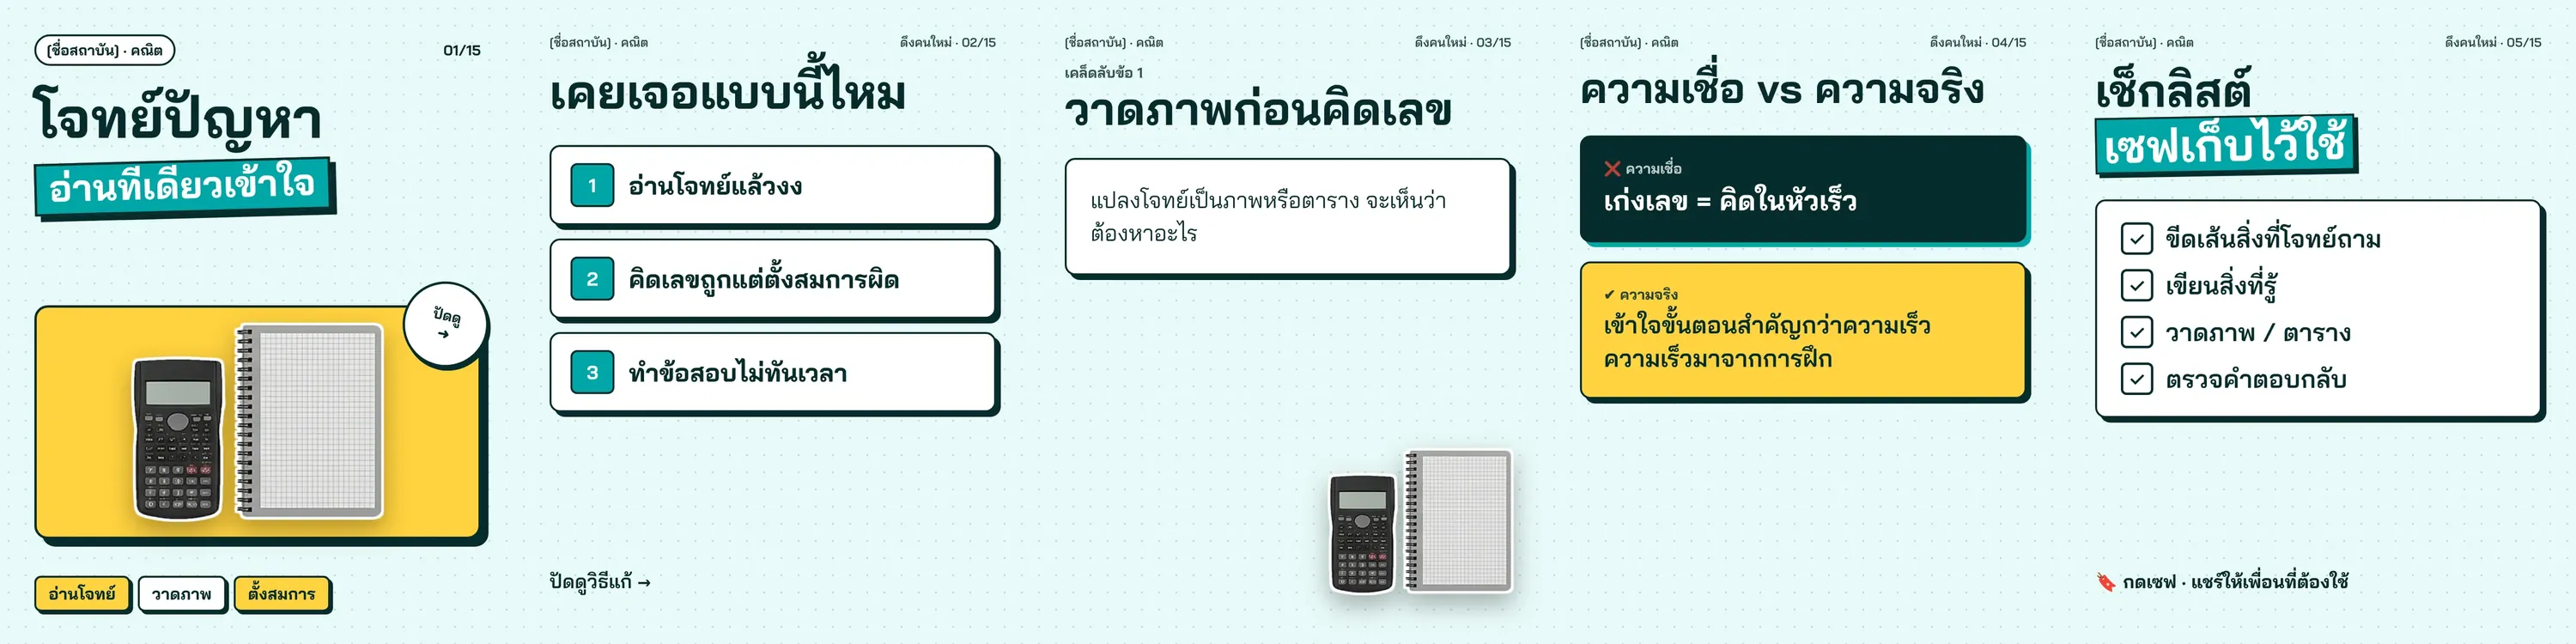 (ชื่อสถาบัน) · คณิต
01/15
โจทย์ปัญหา
อ่านทีเดียวเข้าใจ
ปัดดู
→
อ่านโจทย์
วาดภาพ
ตั้งสมการ
(ชื่อสถาบัน) · คณิต
ดึงคนใหม่ · 02/15
เคยเจอแบบนี้ไหม
1 อ่านโจทย์แล้วงง
2 คิดเลขถูกแต่ตั้งสมการผิด
3 ทำข้อสอบไม่ทันเวลา
ปัดดูวิธีแก้ →
(ชื่อสถาบัน) · คณิต
ดึงคนใหม่ · 03/15
เคล็ดลับข้อ 1
วาดภาพก่อนคิดเลข
แปลงโจทย์เป็นภาพหรือตาราง จะเห็นว่า
ต้องหาอะไร
(ชื่อสถาบัน) · คณิต
ดึงคนใหม่ · 04/15
ความเชื่อ vs ความจริง
❌ ความเชื่อ
เก่งเลข = คิดในหัวเร็ว
✔ ความจริง
เข้าใจขั้นตอนสำคัญกว่าความเร็ว
ความเร็วมาจากการฝึก
(ชื่อสถาบัน) · คณิต
ดึงคนใหม่ · 05/15
เช็กลิสต์
เซฟเก็บไว้ใช้
ขีดเส้นสิ่งที่โจทย์ถาม
เขียนสิ่งที่รู้
วาดภาพ / ตาราง
ตรวจคำตอบกลับ
🔖 กดเซฟ · แชร์ให้เพื่อนที่ต้องใช้